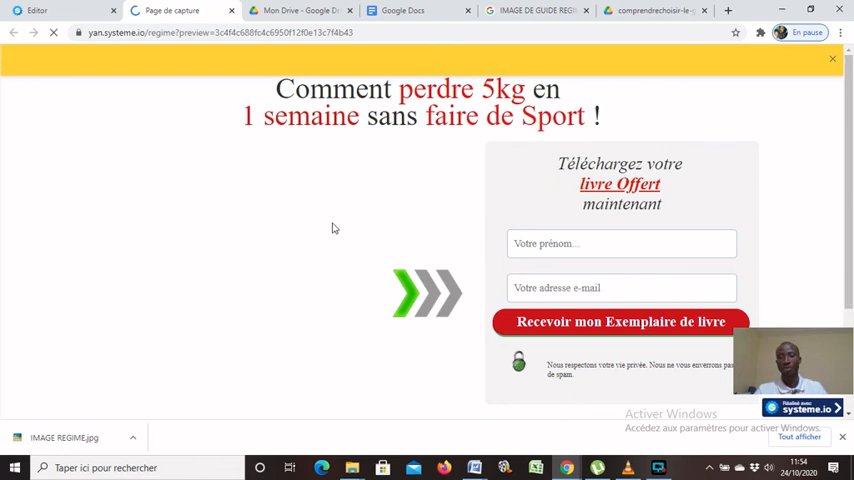 Editor
Page de capture
Mon Drive - Google D
Google Docs
IMAGE DE GUIDE REGI
comprendrechoisir-le-
yan.systeme.io/regime?preview=3c4f4c688fc4c6950f12f0e13c7f4b43
En pause
Comment perdre 5kg en
1 semaine sans faire de Sport !
Téléchargez votre
livre Offert
maintenant
Votre prénom...
Votre adresse e-mail
Recevoir mon Exemplaire de livre
Nous respectons votre vie privée. Nous ne vous enverrons pas
de spam.
Réalisé avec
systeme.io
Activer Windows
Accédez aux paramètres pour activer Windows.
IMAGE REGIME.jpg
Tout afficher
Taper ici pour rechercher
11:54
24/10/2020